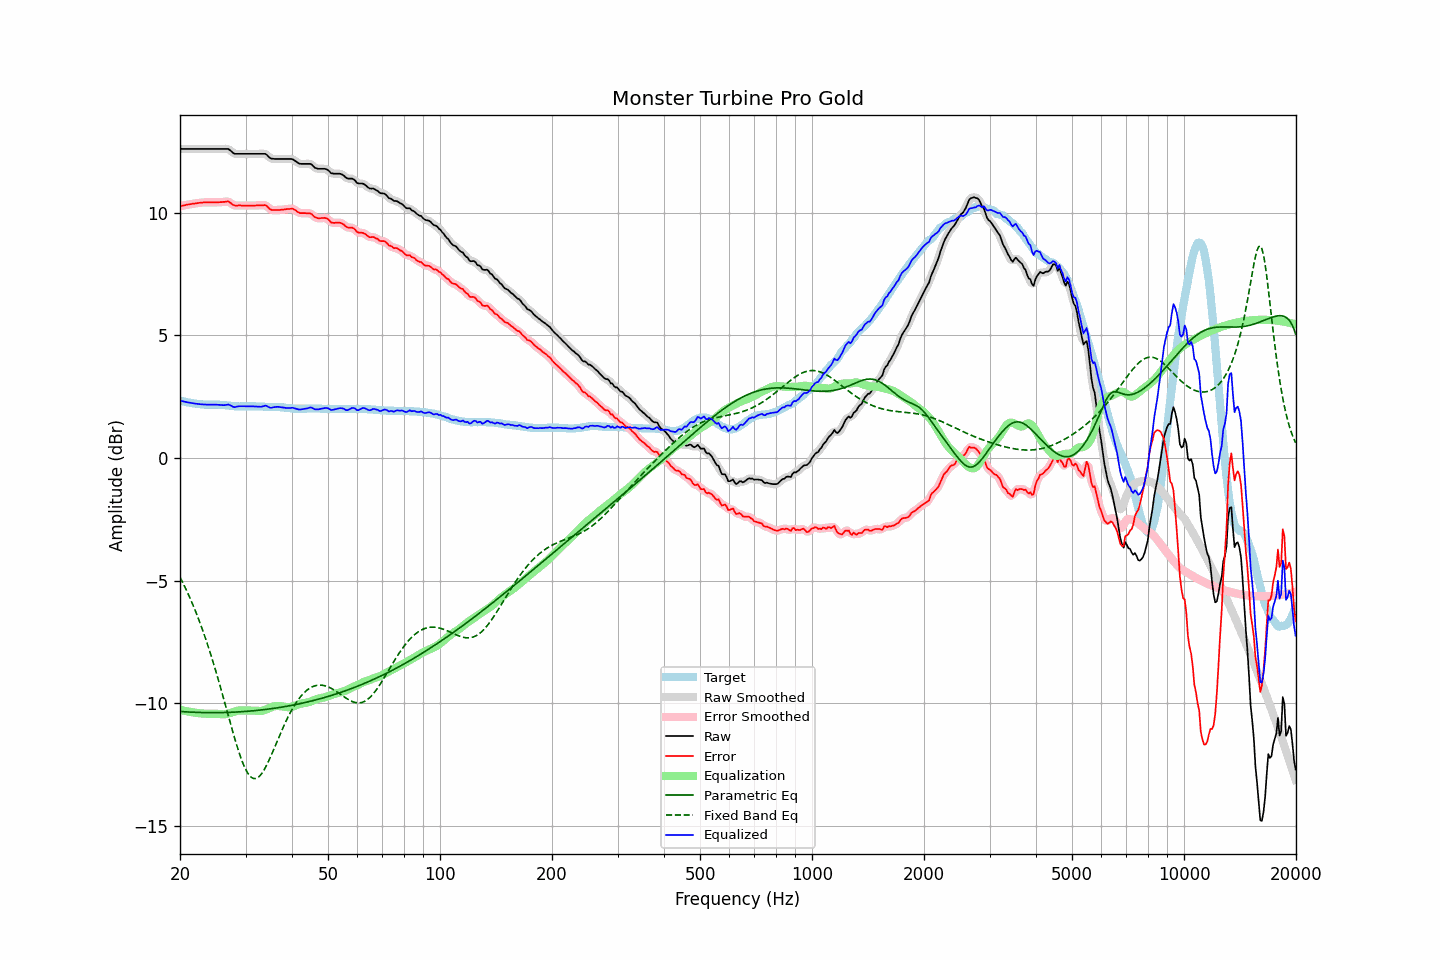 Monster Turbine Pro Gold
Amplitude (dBr)
10
5
0
−5
−10
−15
Target
Raw Smoothed
Error Smoothed
Raw
Error
Equalization
Parametric Eq
Fixed Band Eq
Equalized
20 50 100 200 500 1000 2000 5000 10000 20000
Frequency (Hz)